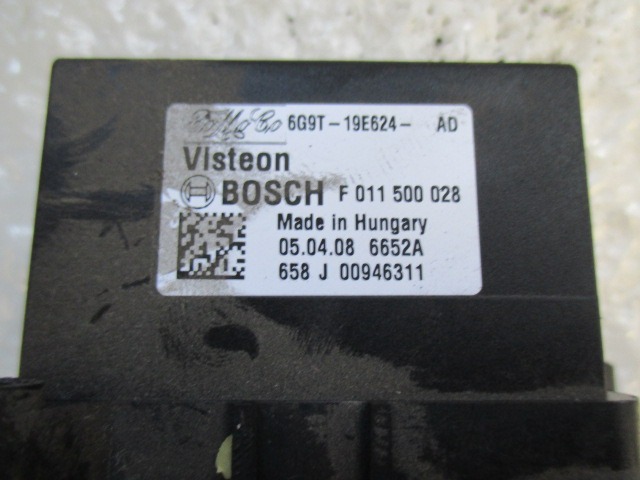 6G9T-19E624- AD
Visteon
BOSCH F 011 500 028
Made in Hungary
05.04.08 6652A
658 J 00946311